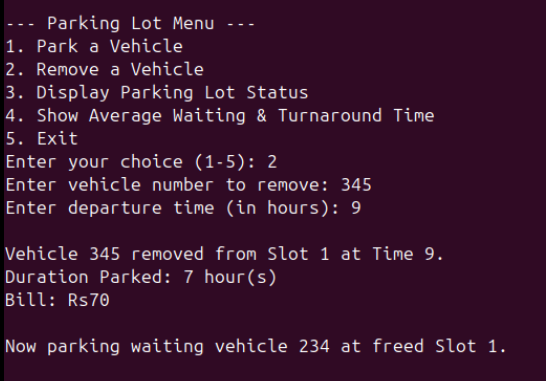 --- Parking Lot Menu ---
1. Park a Vehicle
2. Remove a Vehicle
3. Display Parking Lot Status
4. Show Average Waiting & Turnaround Time
5. Exit
Enter your choice (1-5): 2
Enter vehicle number to remove: 345
Enter departure time (in hours): 9
Vehicle 345 removed from Slot 1 at Time 9.
Duration Parked: 7 hour(s)
Bill: Rs70
Now parking waiting vehicle 234 at freed Slot 1.